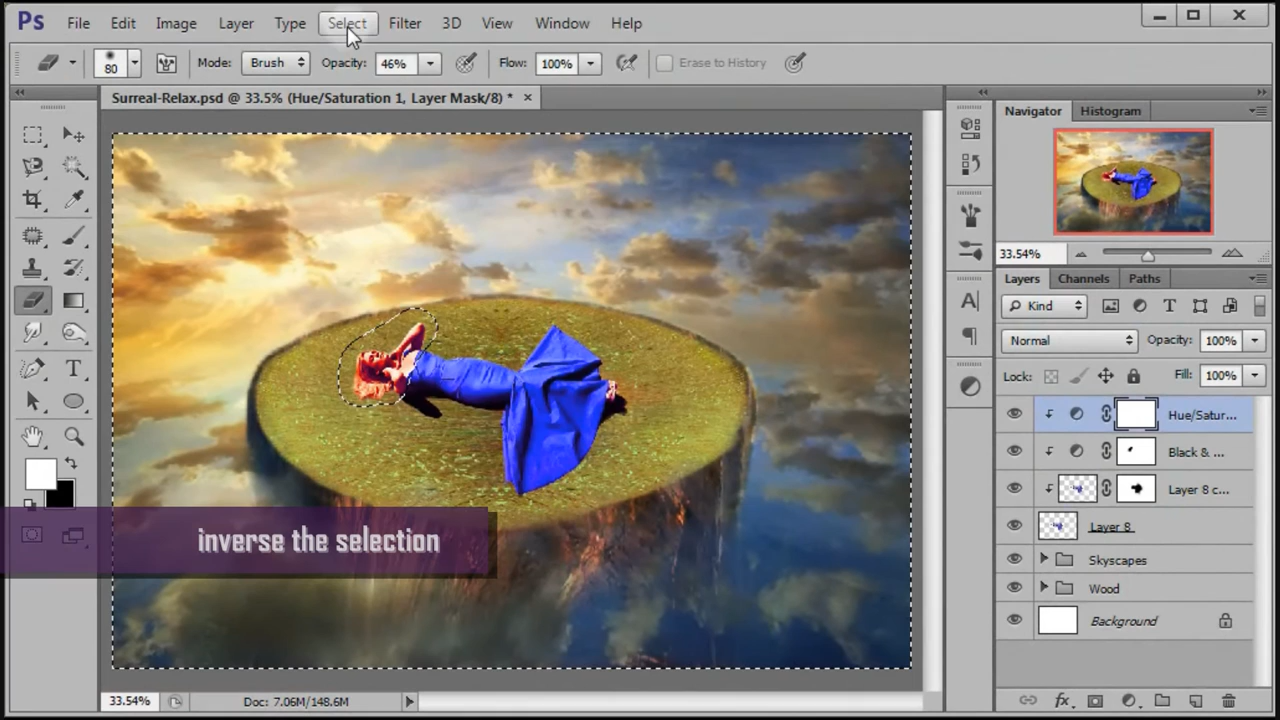 Ps File Edit Image Layer Type Select Filter 3D View Window Help
80 Mode: Brush Opacity: 46% Flow: 100% Erase to History
Surreal-Relax.psd @ 33.5% (Hue/Saturation 1, Layer Mask/8) *
Navigator Histogram
33.54%
Layers Channels Paths
Kind
Normal Opacity: 100%
Lock: Fill: 100%
Hue/Satur...
Black & ...
Layer 8 c...
Layer 8
Skyscapes
Wood
Background
inverse the selection
33.54% Doc: 7.06M/148.6M